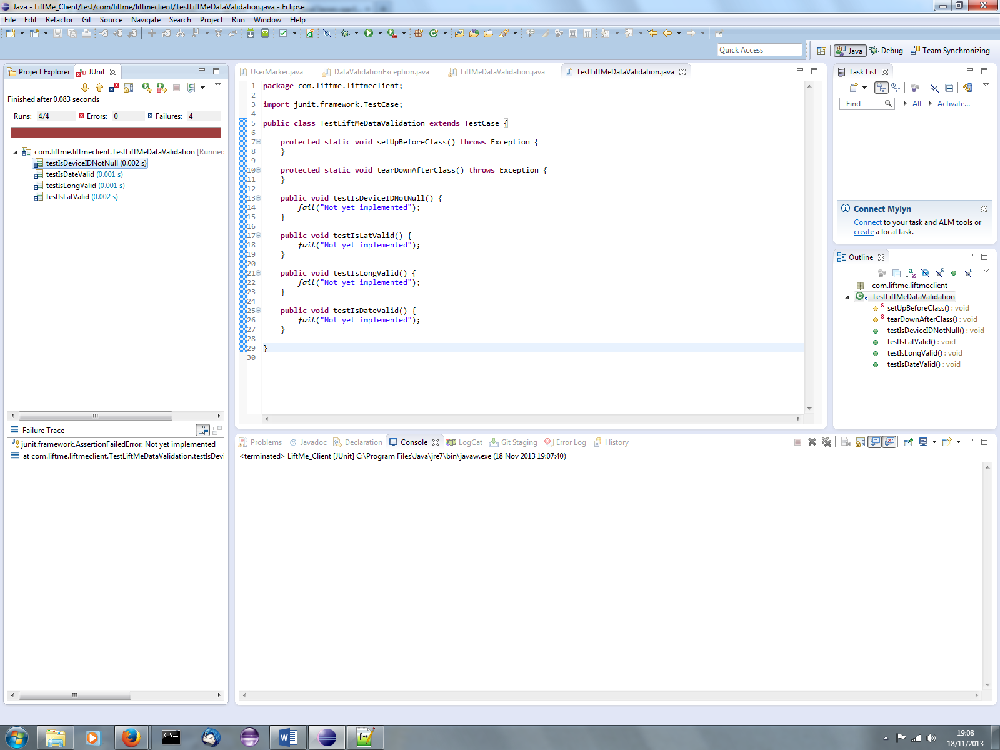 Java - LiftMe_Client/test/com/liftme/liftmeclient/TestLiftMeDataValidation.java - Eclipse
File Edit Refactor Git Source Navigate Search Project Run Window Help
Quick Access
Java Debug Team Synchronizing
Project Explorer JUnit
Finished after 0.083 seconds
Runs: 4/4 Errors: 0 Failures: 4
com.liftme.liftmeclient.TestLiftMeDataValidation [Runner:
testIsDeviceIDNotNull (0.002 s)
testIsDateValid (0.001 s)
testIsLongValid (0.001 s)
testIsLatValid (0.002 s)
Failure Trace
junit.framework.AssertionFailedError: Not yet implemented
at com.liftme.liftmeclient.TestLiftMeDataValidation.testIsDevi
UserMarker.java DataValidationException.java LiftMeDataValidation.java TestLiftMeDataValidation.java
1 package com.liftme.liftmeclient;
2
3 import junit.framework.TestCase;
4
5 public class TestLiftMeDataValidation extends TestCase {
6
7 protected static void setUpBeforeClass() throws Exception {
8 }
9
10 protected static void tearDownAfterClass() throws Exception {
11 }
12
13 public void testIsDeviceIDNotNull() {
14 fail("Not yet implemented");
15 }
16
17 public void testIsLatValid() {
18 fail("Not yet implemented");
19 }
20
21 public void testIsLongValid() {
22 fail("Not yet implemented");
23 }
24
25 public void testIsDateValid() {
26 fail("Not yet implemented");
27 }
28
29 }
30
Task List
Find All Activate...
Connect Mylyn
Connect to your task and ALM tools or
create a local task.
Outline
com.liftme.liftmeclient
TestLiftMeDataValidation
setUpBeforeClass() : void
tearDownAfterClass() : void
testIsDeviceIDNotNull() : void
testIsLatValid() : void
testIsLongValid() : void
testIsDateValid() : void
Problems @ Javadoc Declaration Console LogCat Git Staging Error Log History
<terminated> LiftMe_Client [JUnit] C:\Program Files\Java\jre7\bin\javaw.exe (18 Nov 2013 19:07:40)
19:08
18/11/2013